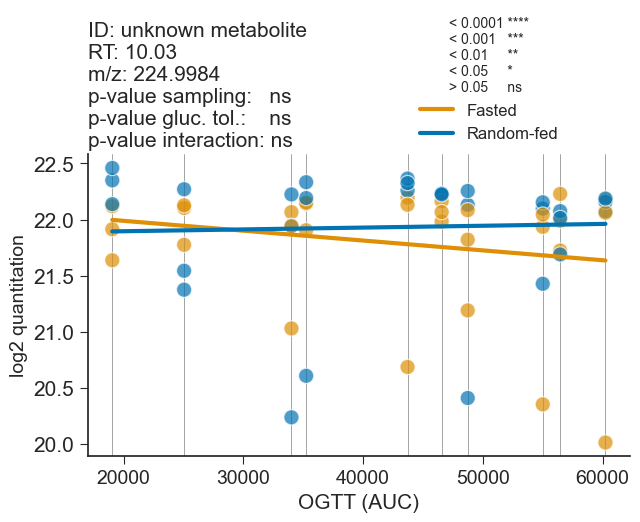 ID: unknown metabolite
RT: 10.03
m/z: 224.9984
p-value sampling: ns
p-value gluc. tol.: ns
p-value interaction: ns
< 0.0001 ****
< 0.001 ***
< 0.01 **
< 0.05 *
> 0.05 ns
Fasted
Random-fed
22.5
22.0
21.5
21.0
20.5
20.0
log2 quantitation
20000 30000 40000 50000 60000
OGTT (AUC)